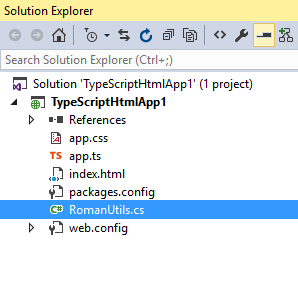 Solution Explorer
Search Solution Explorer (Ctrl+;)
Solution 'TypeScriptHtmlApp1' (1 project)
TypeScriptHtmlApp1
References
app.css
TS app.ts
index.html
packages.config
C# RomanUtils.cs
web.config